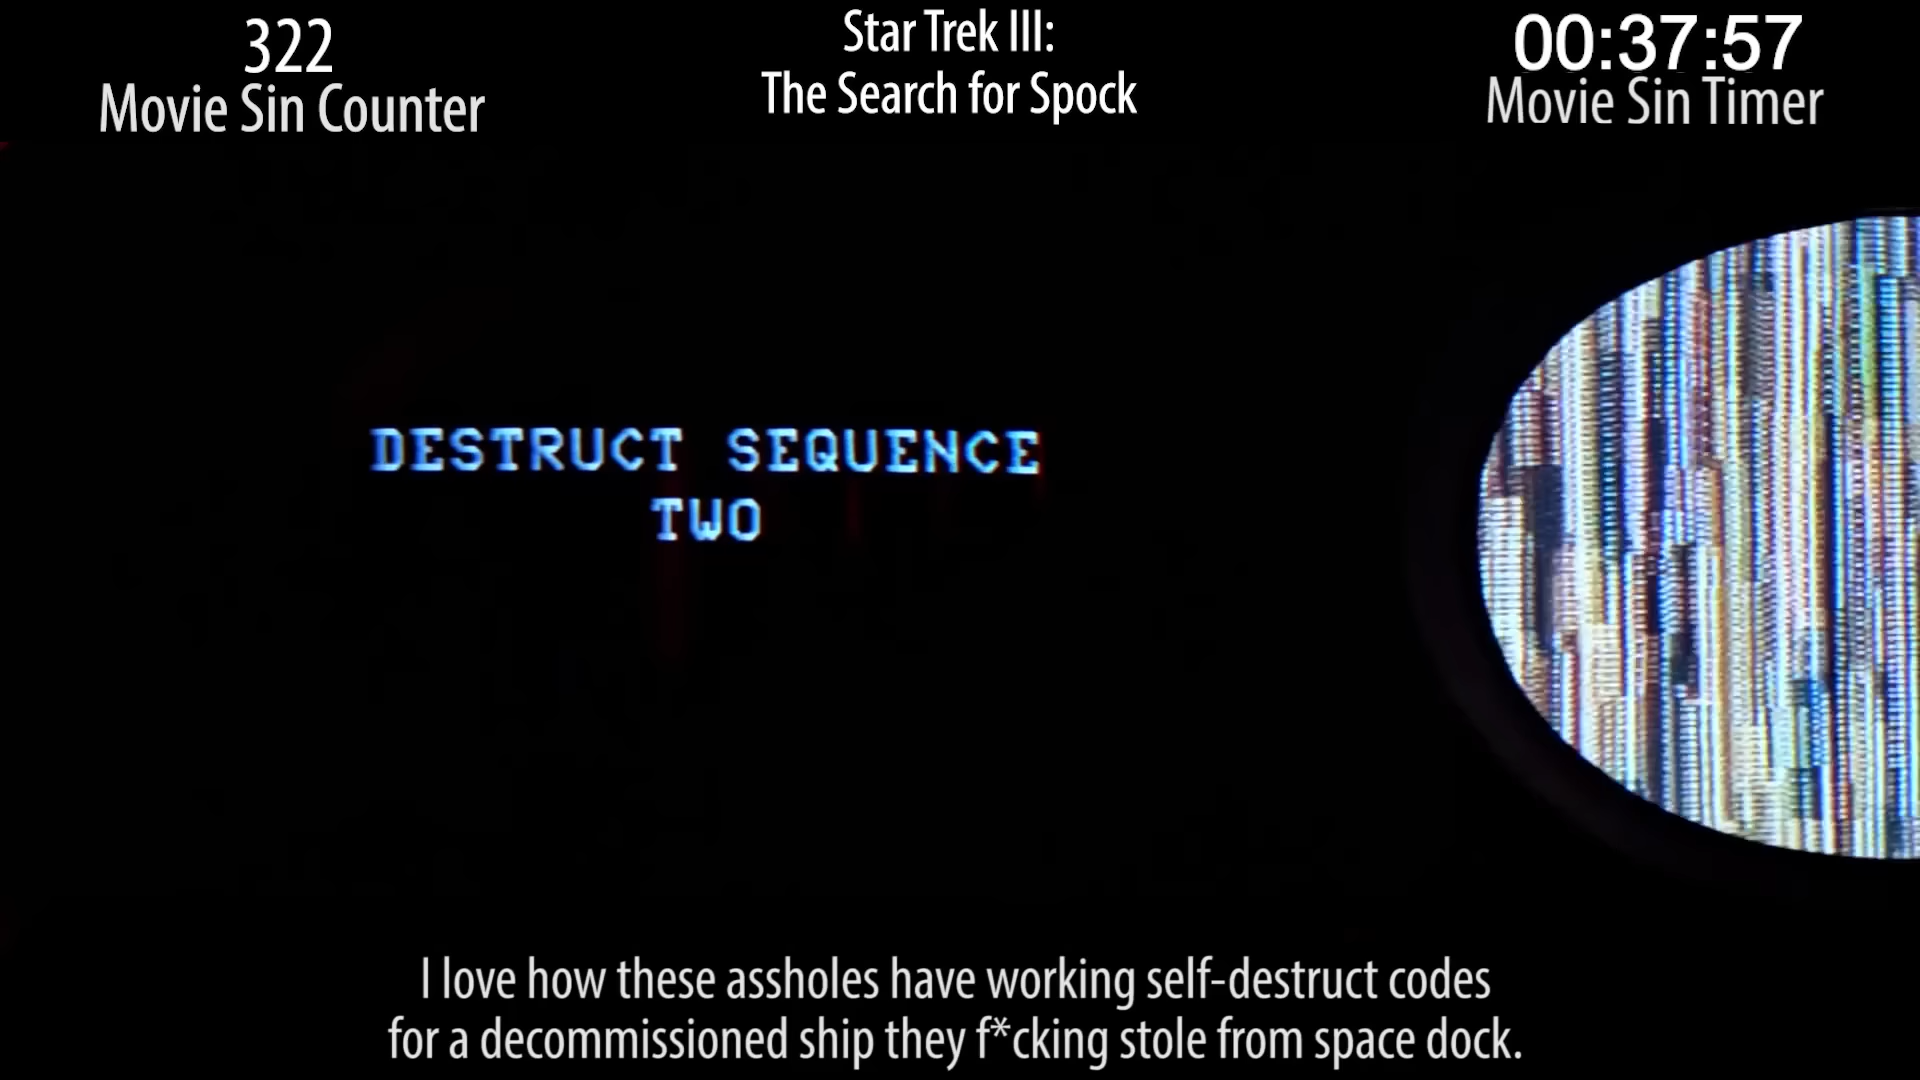 322
Movie Sin Counter
Star Trek III:
The Search for Spock
00:37:57
Movie Sin Timer
DESTRUCT SEQUENCE
TWO
I love how these assholes have working self-destruct codes
for a decommissioned ship they f*cking stole from space dock.